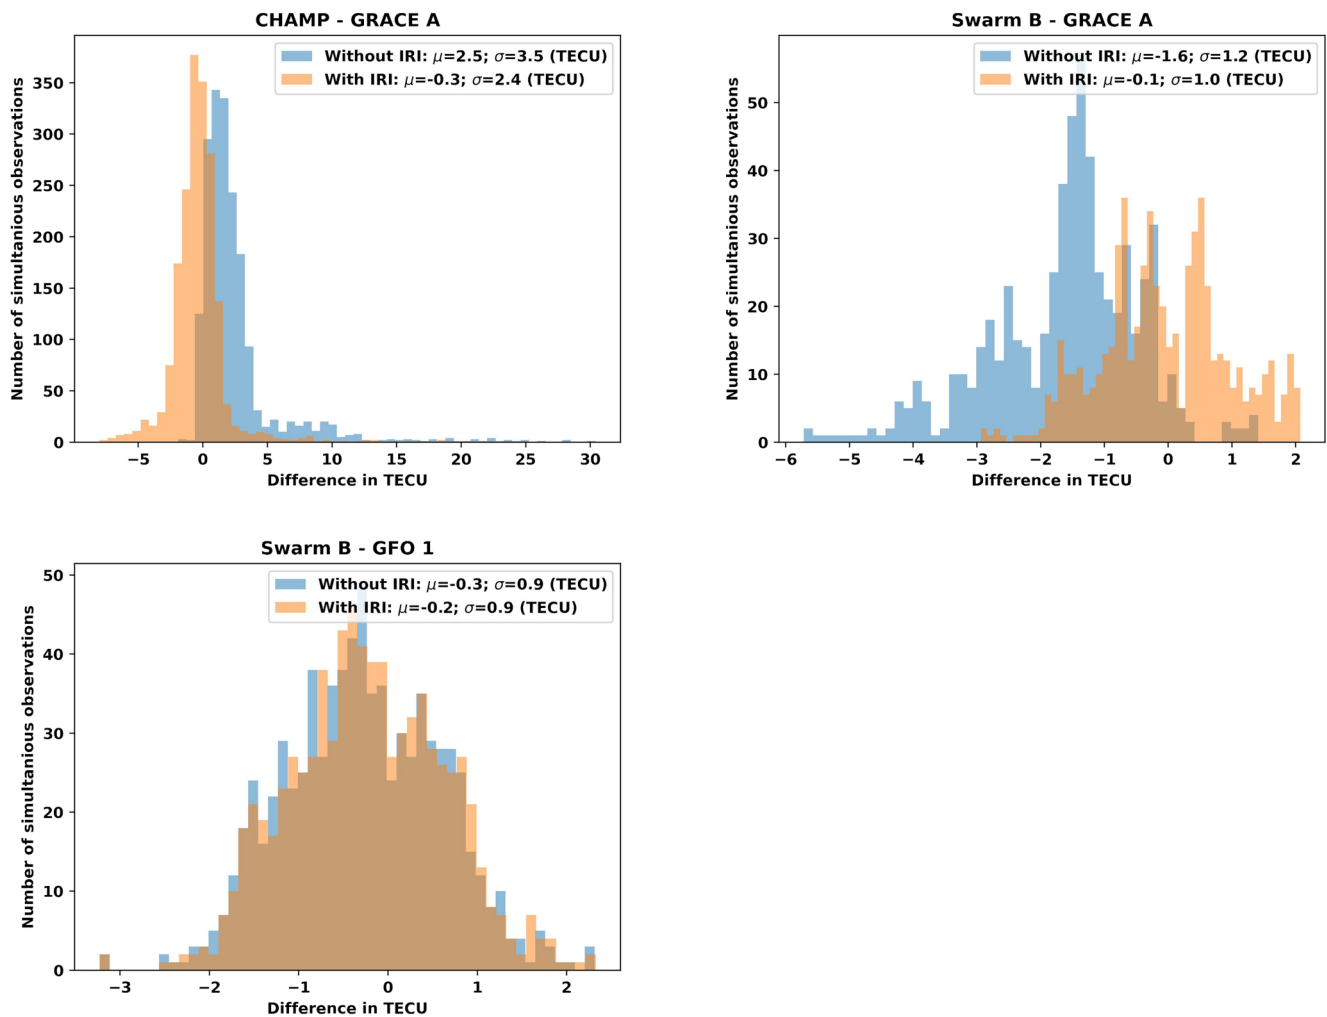 CHAMP - GRACE A
Number of simultanious observations
350
300
250
200
150
100
50
0
Without IRI: μ=2.5; σ=3.5 (TECU)
With IRI: μ=-0.3; σ=2.4 (TECU)
−5 0 5 10 15 20 25 30
Difference in TECU
Swarm B - GRACE A
Number of simultanious observations
50
40
30
20
10
0
Without IRI: μ=-1.6; σ=1.2 (TECU)
With IRI: μ=-0.1; σ=1.0 (TECU)
−6 −5 −4 −3 −2 −1 0 1 2
Difference in TECU
Swarm B - GFO 1
Number of simultanious observations
50
40
30
20
10
0
Without IRI: μ=-0.3; σ=0.9 (TECU)
With IRI: μ=-0.2; σ=0.9 (TECU)
−3 −2 −1 0 1 2
Difference in TECU